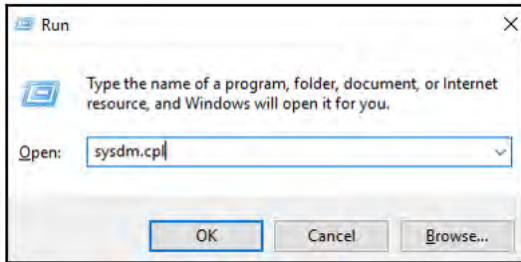 Run
Type the name of a program, folder, document, or Internet
resource, and Windows will open it for you.
Open: sysdm.cpl
OK Cancel Browse...